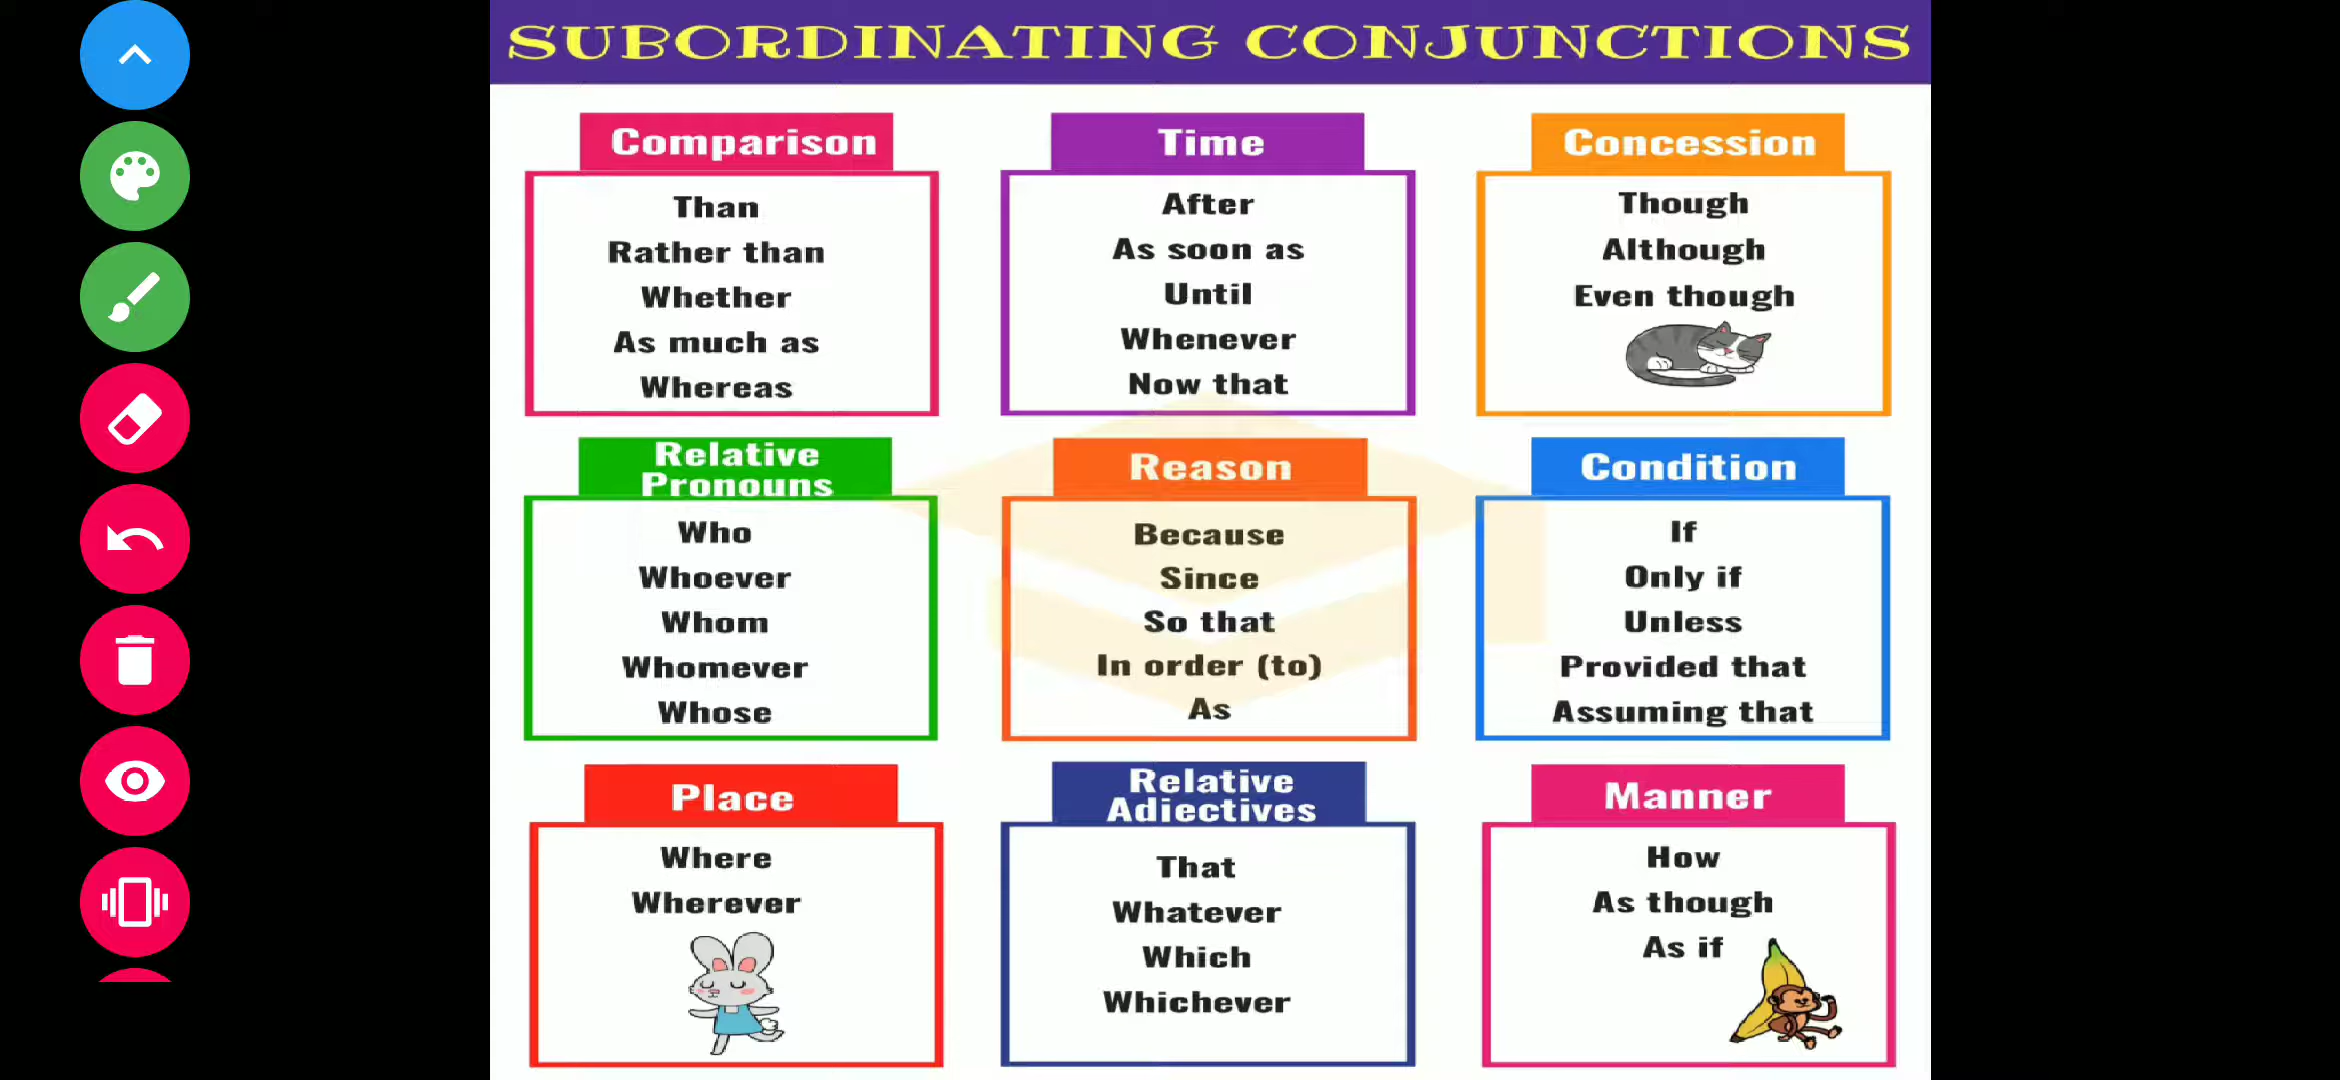 SUBORDINATING CONJUNCTIONS
Comparison
Than
Rather than
Whether
As much as
Whereas
Time
After
As soon as
Until
Whenever
Now that
Concession
Though
Although
Even though
Relative
Pronouns
Who
Whoever
Whom
Whomever
Whose
Reason
Because
Since
So that
In order (to)
As
Condition
If
Only if
Unless
Provided that
Assuming that
Place
Where
Wherever
Relative
Adiectives
That
Whatever
Which
Whichever
Manner
How
As though
As if